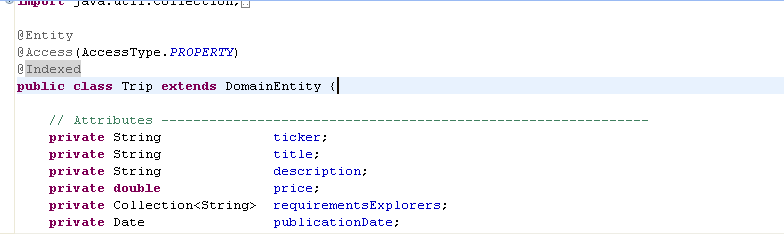 import java.util.Collection;
@Entity
@Access(AccessType.PROPERTY)
@Indexed
public class Trip extends DomainEntity {
// Attributes -------------------------------------------------------------
private String ticker;
private String title;
private String description;
private double price;
private Collection<String> requirementsExplorers;
private Date publicationDate;